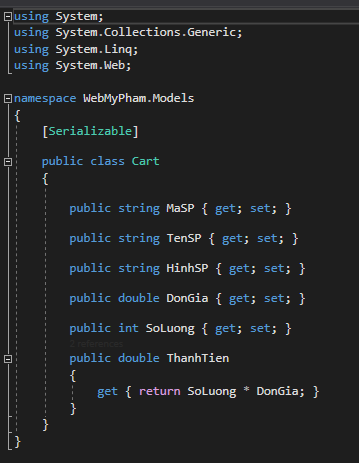 using System;
using System.Collections.Generic;
using System.Linq;
using System.Web;
namespace WebMyPham.Models
{
[Serializable]
public class Cart
{
public string MaSP { get; set; }
public string TenSP { get; set; }
public string HinhSP { get; set; }
public double DonGia { get; set; }
public int SoLuong { get; set; }
2 references
public double ThanhTien
{
get { return SoLuong * DonGia; }
}
}
}